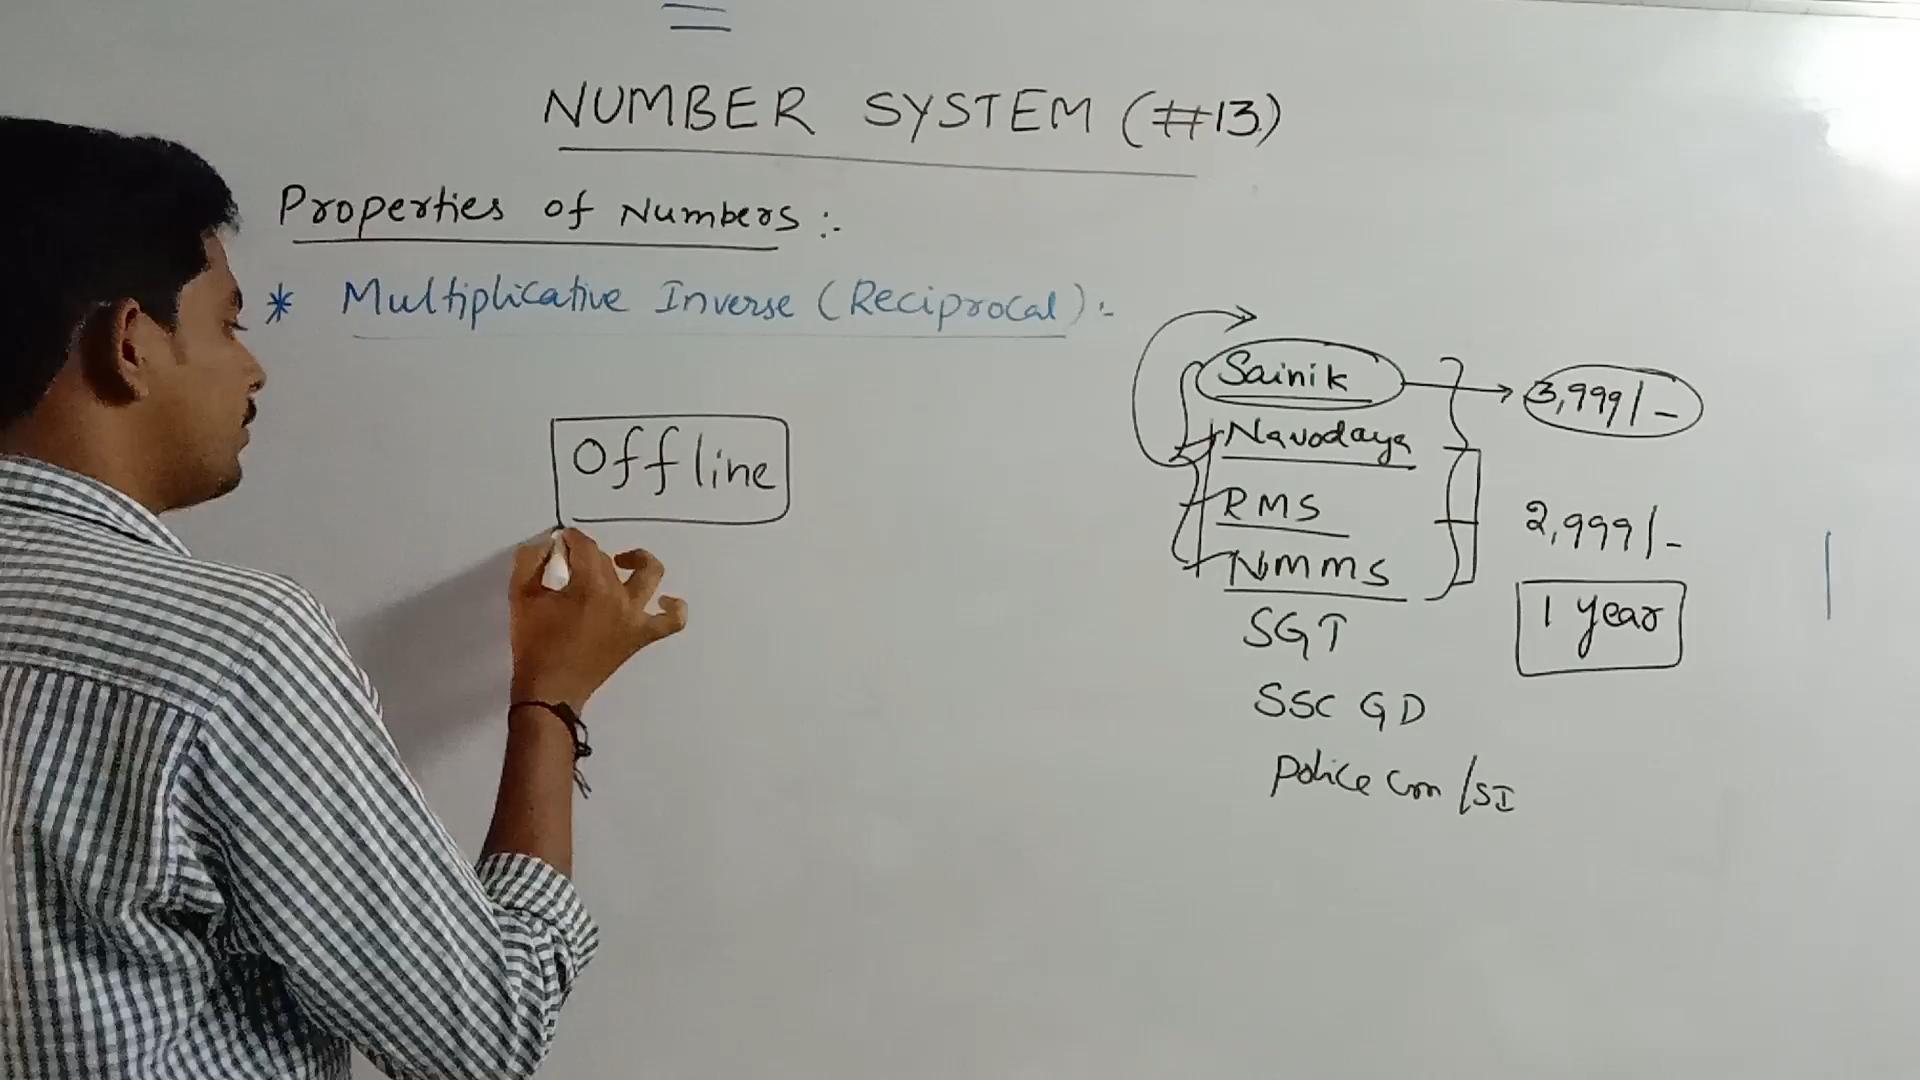 NUMBER SYSTEM (#13)
Properties of Numbers :-
* Multiplicative Inverse (Reciprocal) :-
Offline
Sainik → 3,999/-
Navodaya
RMS 2,999/-
NMMS
1 year
SGT
SSC GD
Police Con /SI